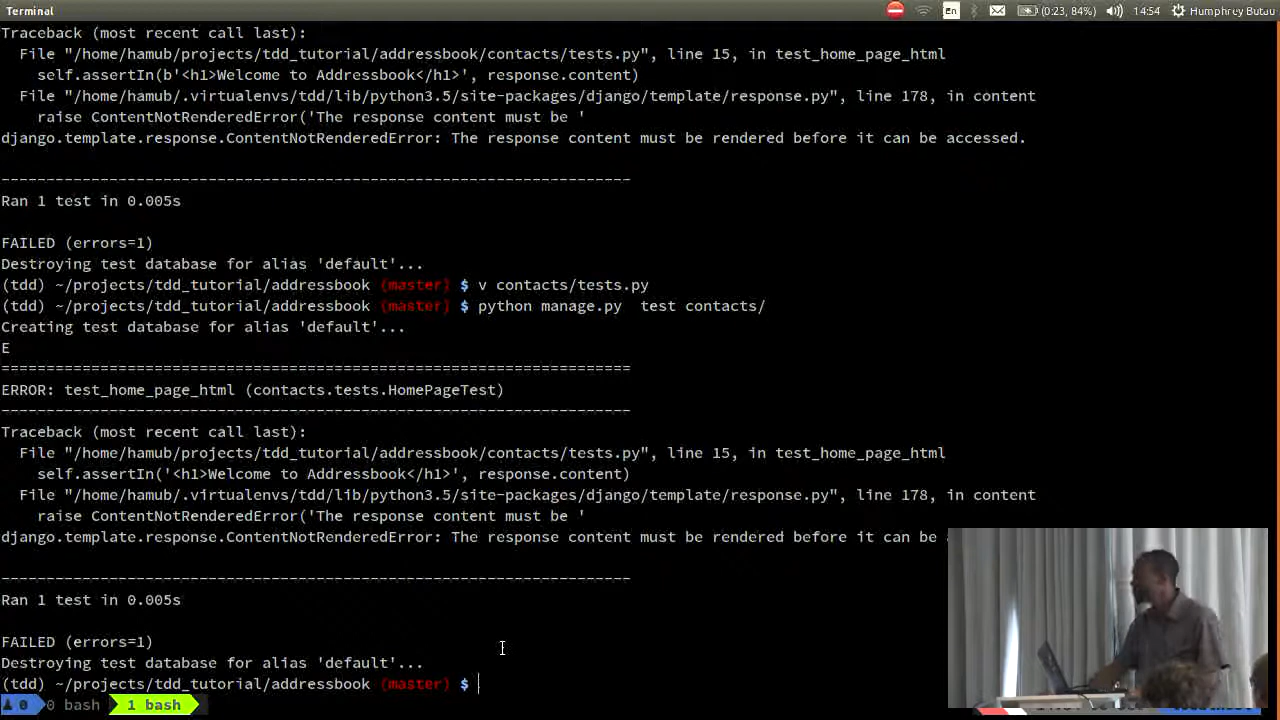 Terminal En (0:23, 84%) 14:54 Humphrey Butau
Traceback (most recent call last):
File "/home/hamub/projects/tdd_tutorial/addressbook/contacts/tests.py", line 15, in test_home_page_html
self.assertIn(b'<h1>Welcome to Addressbook</h1>', response.content)
File "/home/hamub/.virtualenvs/tdd/lib/python3.5/site-packages/django/template/response.py", line 178, in content
raise ContentNotRenderedError('The response content must be '
django.template.response.ContentNotRenderedError: The response content must be rendered before it can be accessed.
----------------------------------------------------------------------
Ran 1 test in 0.005s
FAILED (errors=1)
Destroying test database for alias 'default'...
(tdd) ~/projects/tdd_tutorial/addressbook (master) $ v contacts/tests.py
(tdd) ~/projects/tdd_tutorial/addressbook (master) $ python manage.py  test contacts/
Creating test database for alias 'default'...
E
======================================================================
ERROR: test_home_page_html (contacts.tests.HomePageTest)
----------------------------------------------------------------------
Traceback (most recent call last):
File "/home/hamub/projects/tdd_tutorial/addressbook/contacts/tests.py", line 15, in test_home_page_html
self.assertIn('<h1>Welcome to Addressbook</h1>', response.content)
File "/home/hamub/.virtualenvs/tdd/lib/python3.5/site-packages/django/template/response.py", line 178, in content
raise ContentNotRenderedError('The response content must be '
django.template.response.ContentNotRenderedError: The response content must be rendered before it can be
----------------------------------------------------------------------
Ran 1 test in 0.005s
FAILED (errors=1)
Destroying test database for alias 'default'...
(tdd) ~/projects/tdd_tutorial/addressbook (master) $
0 0 bash 1 bash